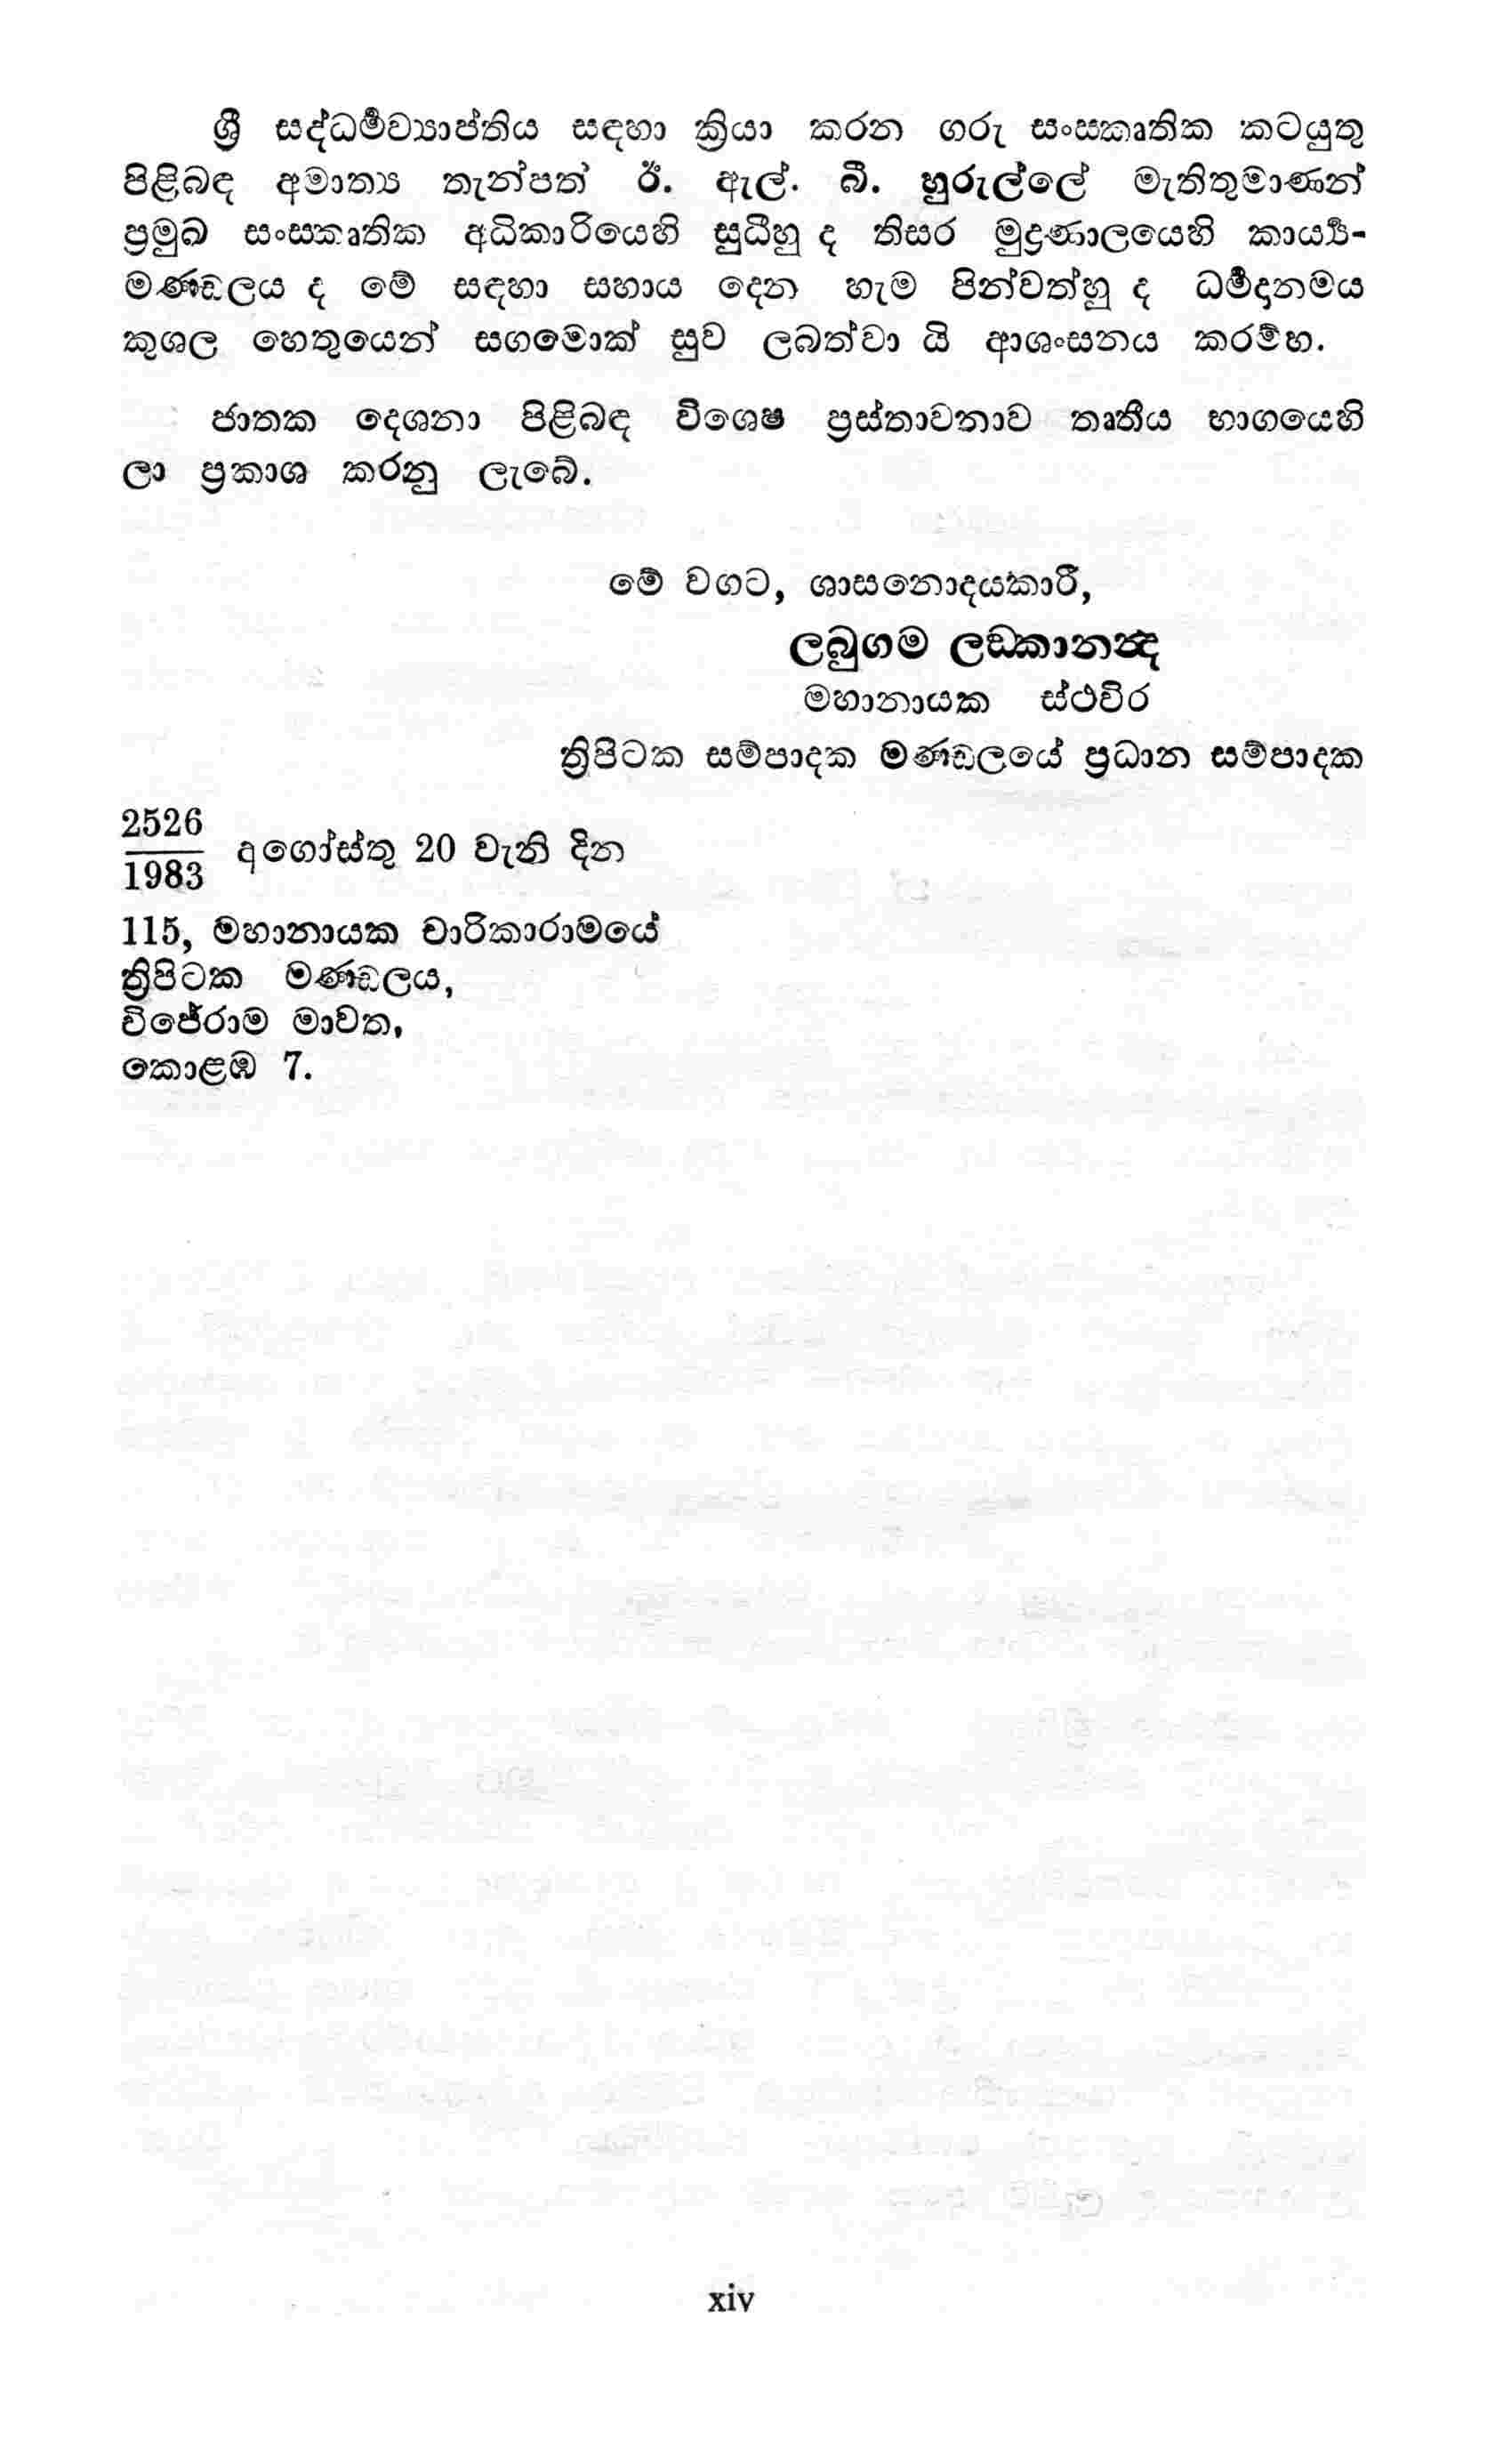 ශ්‍රී සද්ධර්‍මව්‍යාප්තිය සඳහා ක්‍රියා කරන ගරු සංස්කෘතික කටයුතු
පිළිබඳ අමාත්‍ය තැන්පත් ඊ. ඇල්. බී. හුරුල්ලේ මැතිතුමාණන්
ප්‍රමුඛ සංස්කෘතික අධිකාරියෙහි සුධීහු ද තිසර මුද්‍රණාලයෙහි කාර්‍ය්‍ය-
මණ්ඩලය ද මේ සඳහා සහාය දෙන හැම පින්වත්හු ද ධර්‍මදානමය
කුශල හෙතුයෙන් සගමොක් සුව ලබත්වා යි ආශංසනය කරම්හ.
ජාතක දෙශනා පිළිබඳ විශෙෂ ප්‍රස්තාවනාව තෘතීය භාගයෙහි
ලා ප්‍රකාශ කරනු ලැබේ.
මේ වගට, ශාසනොදයකාරී,
ලබුගම ලඞ්කානන්‍ද
මහානායක ස්ථවිර
ත්‍රිපිටක සම්පාදක මණ්ඩලයේ ප්‍රධාන සම්පාදක
2526
1983 අගෝස්තු 20 වැනි දින
115, මහානායක චාරිකාරාමයේ
ත්‍රිපිටක මණ්ඩලය,
විජේරාම මාවත,
කොළඹ 7.
xiv